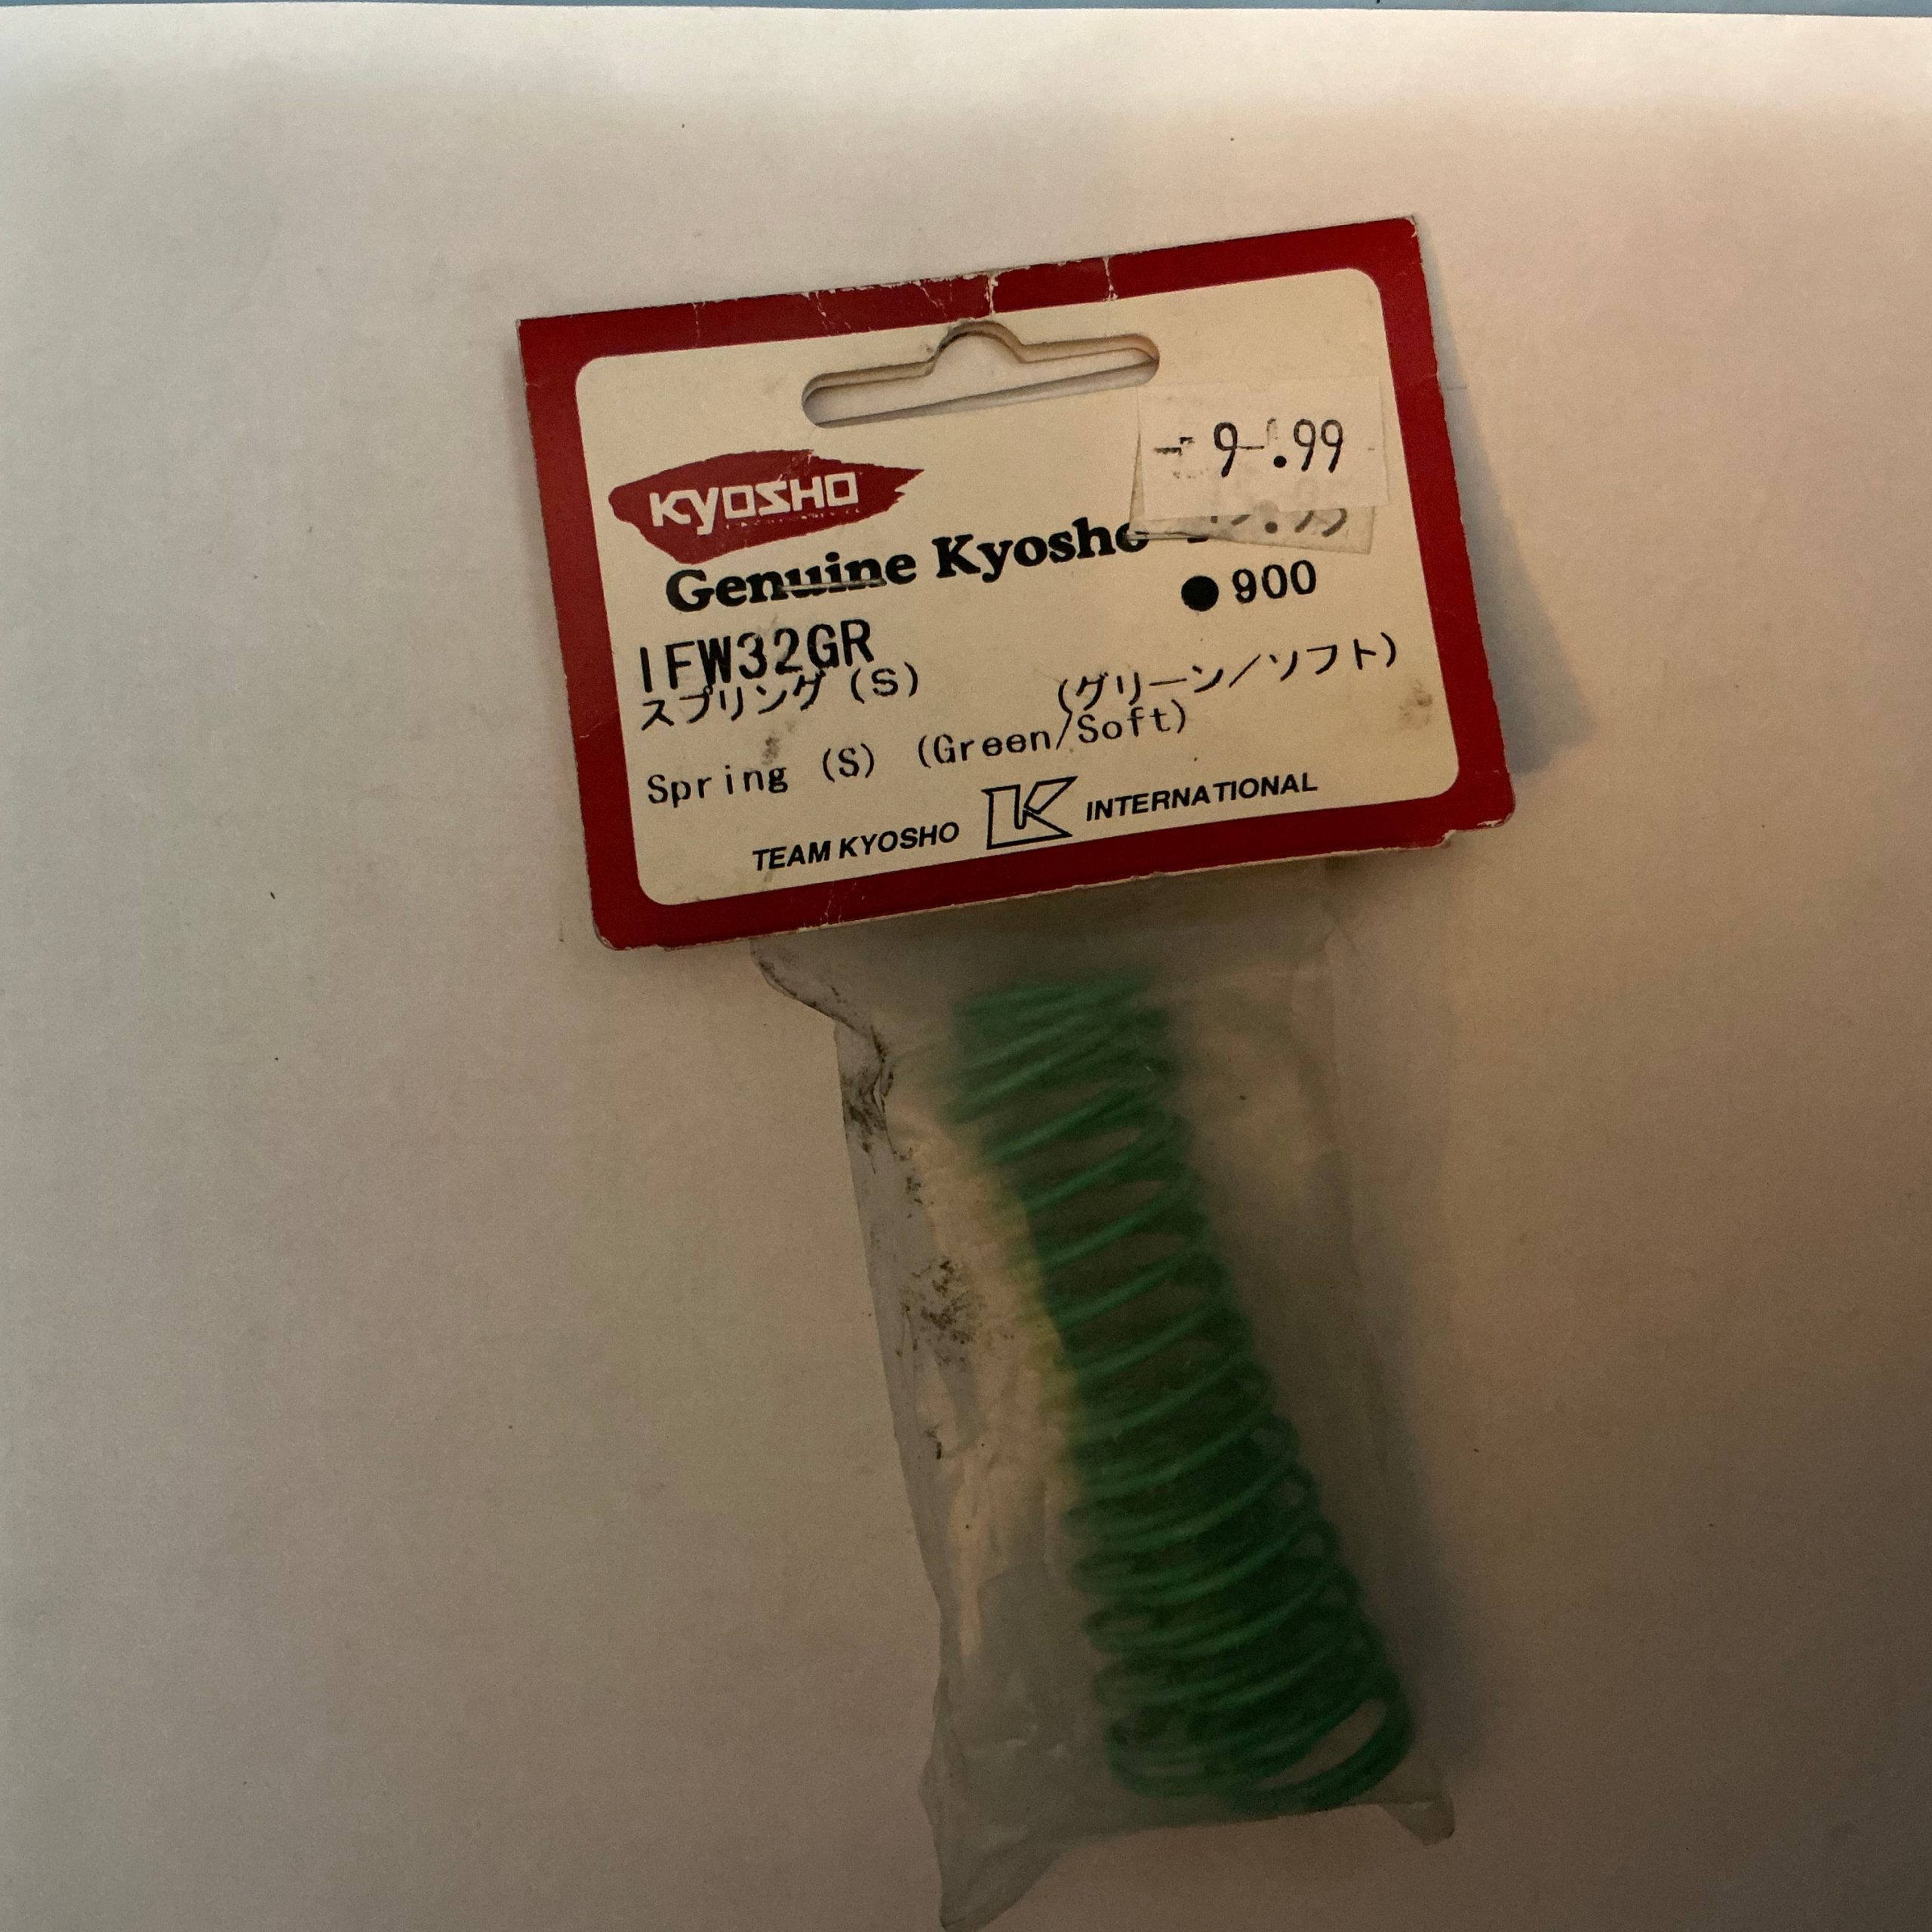 KYOSHO
9 .99
Genuine Kyosho
●900
IFW32GR
スプリング(S) (グリーン/ソフト)
Spring (S) (Green/Soft)
TEAM KYOSHO K INTERNATIONAL